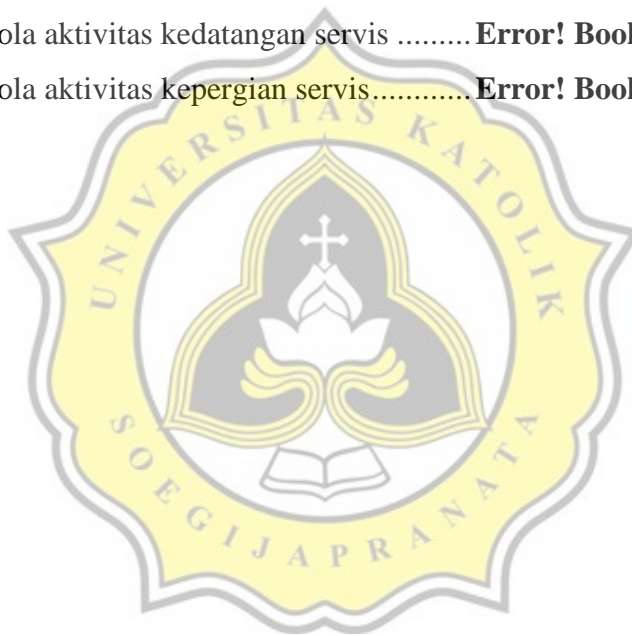 ola aktivitas kedatangan servis ......... Error! Bool
ola aktivitas kepergian servis............ Error! Bool
UNIVERSITAS KATOLIK
SOEGIJAPRANATA